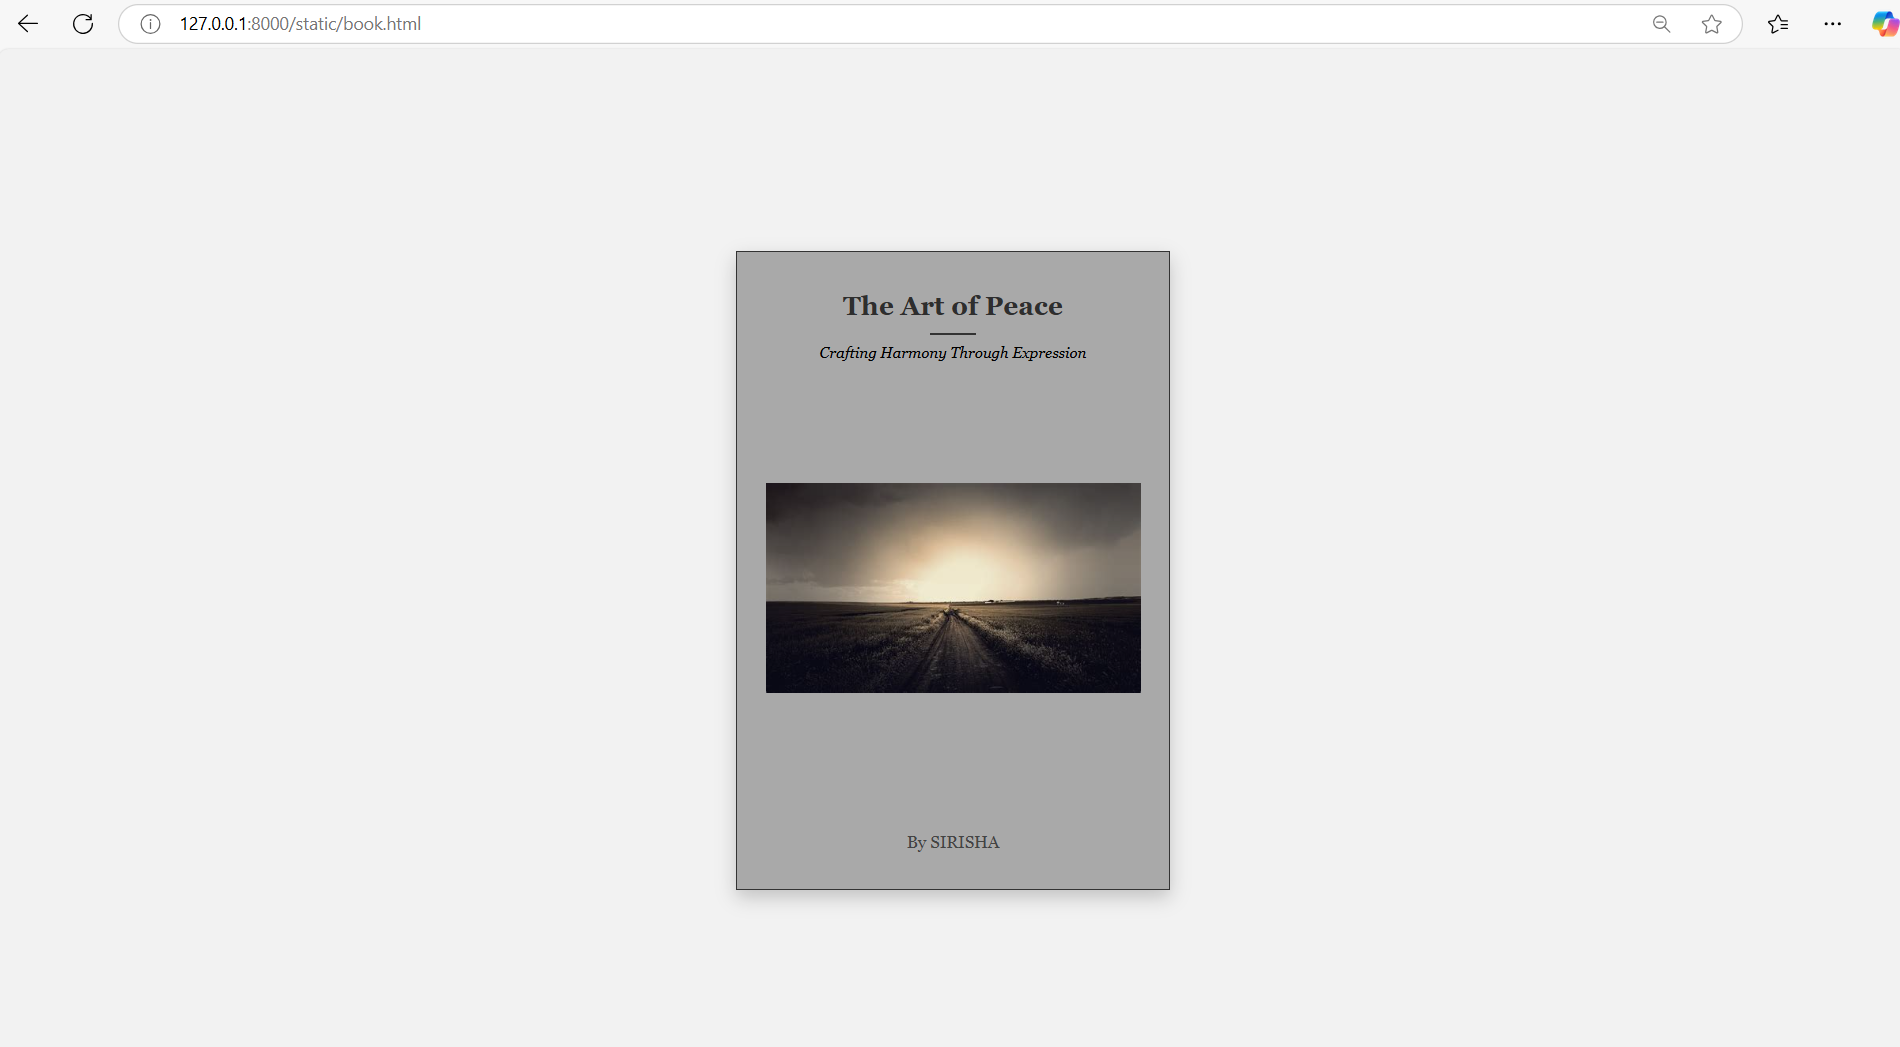 127.0.0.1:8000/static/book.html
The Art of Peace
Crafting Harmony Through Expression
By SIRISHA